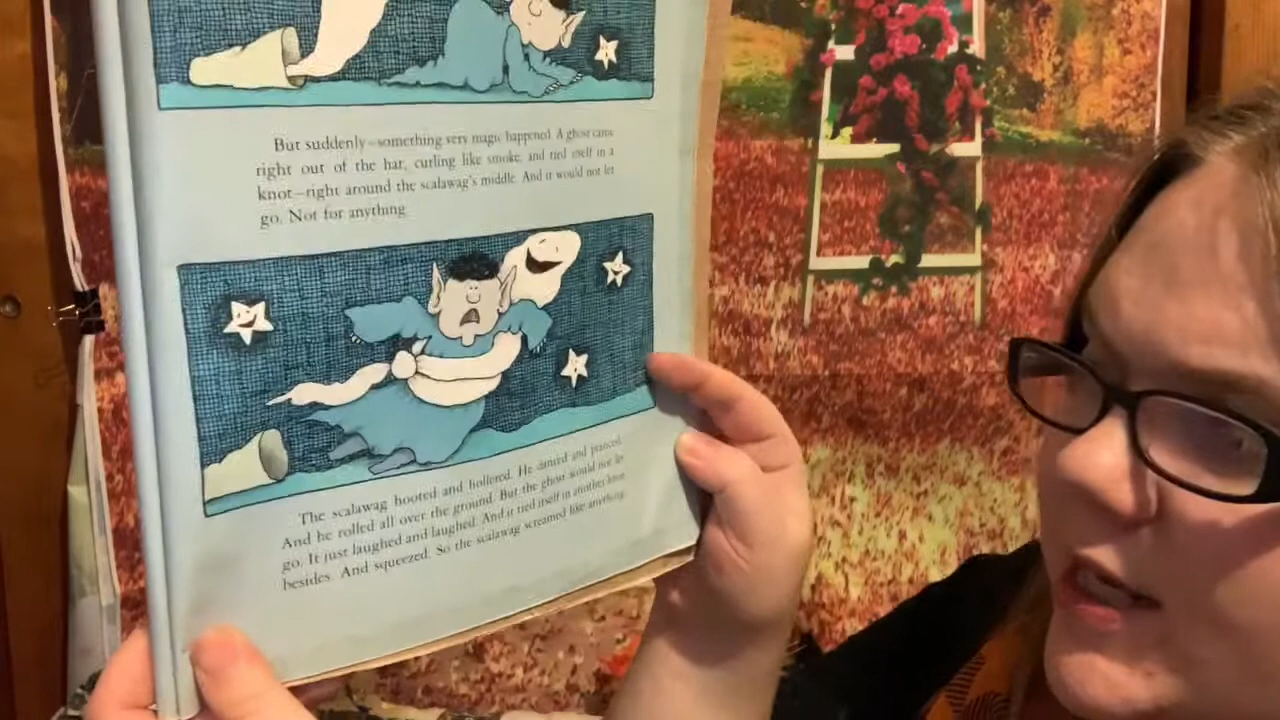 But suddenly—something very magic happened. A ghost came
right out of the hat, curling like smoke, and tied itself in a
knot—right around the scalawag's middle. And it would not let
go. Not for anything.
The scalawag hooted and hollered. He danced and pranced.
And he rolled all over the ground. But the ghost would not let
go. It just laughed and laughed. And it tied itself in another knot
besides. And squeezed. So the scalawag screamed like anything.